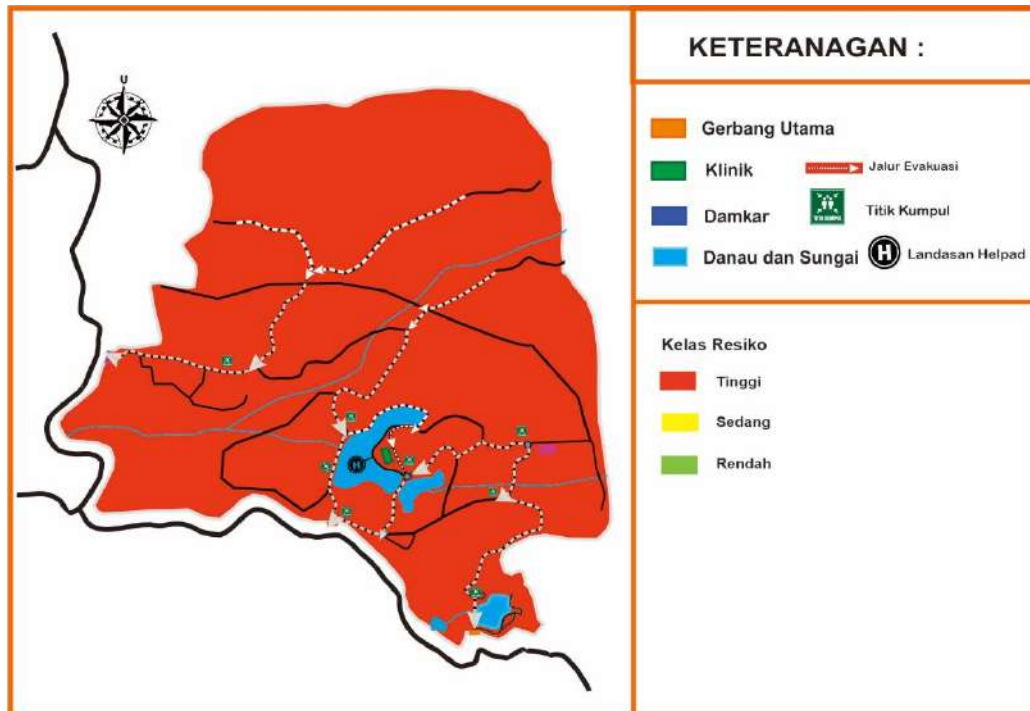 U
H
KETERANAGAN :
Gerbang Utama
Klinik
Jalur Evakuasi
Damkar
Titik Kumpul
Danau dan Sungai
H
Landasan Helpad
Kelas Resiko
Tinggi
Sedang
Rendah